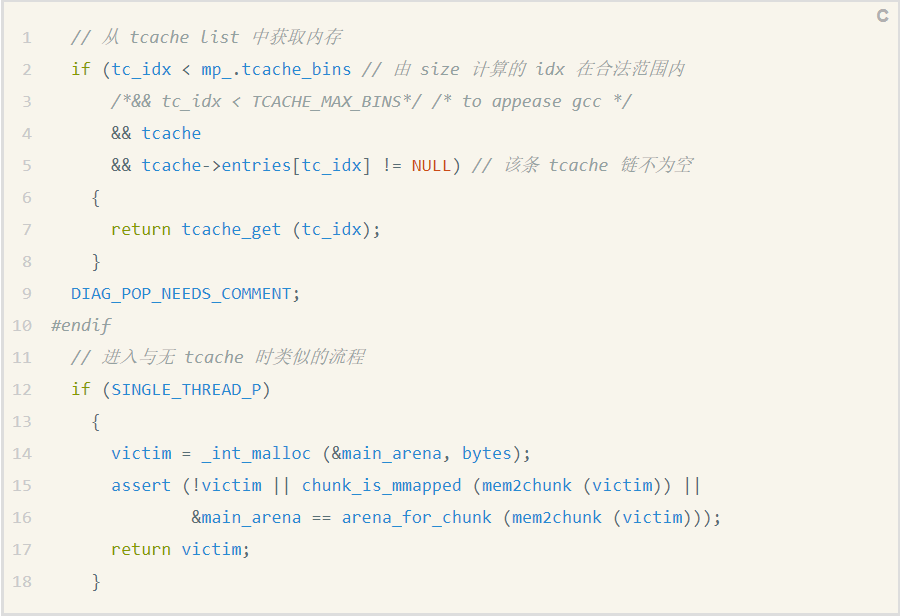 C
1 // 从 tcache list 中获取内存
2 if (tc_idx < mp_.tcache_bins // 由 size 计算的 idx 在合法范围内
3 /*&& tc_idx < TCACHE_MAX_BINS*/ /* to appease gcc */
4 && tcache
5 && tcache->entries[tc_idx] != NULL) // 该条 tcache 链不为空
6 {
7 return tcache_get (tc_idx);
8 }
9 DIAG_POP_NEEDS_COMMENT;
10 #endif
11 // 进入与无 tcache 时类似的流程
12 if (SINGLE_THREAD_P)
13 {
14 victim = _int_malloc (&main_arena, bytes);
15 assert (!victim || chunk_is_mmapped (mem2chunk (victim)) ||
16 &main_arena == arena_for_chunk (mem2chunk (victim)));
17 return victim;
18 }